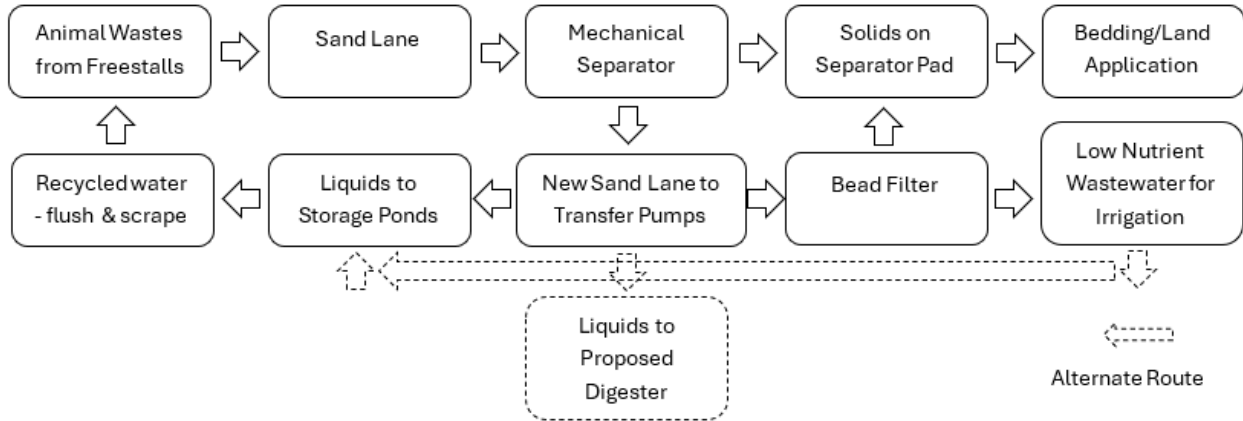 Animal Wastes
from Freestalls
Sand Lane
Mechanical
Separator
Solids on
Separator Pad
Bedding/Land
Application
Recycled water
- flush & scrape
Liquids to
Storage Ponds
New Sand Lane to
Transfer Pumps
Bead Filter
Low Nutrient
Wastewater for
Irrigation
Liquids to
Proposed
Digester
Alternate Route